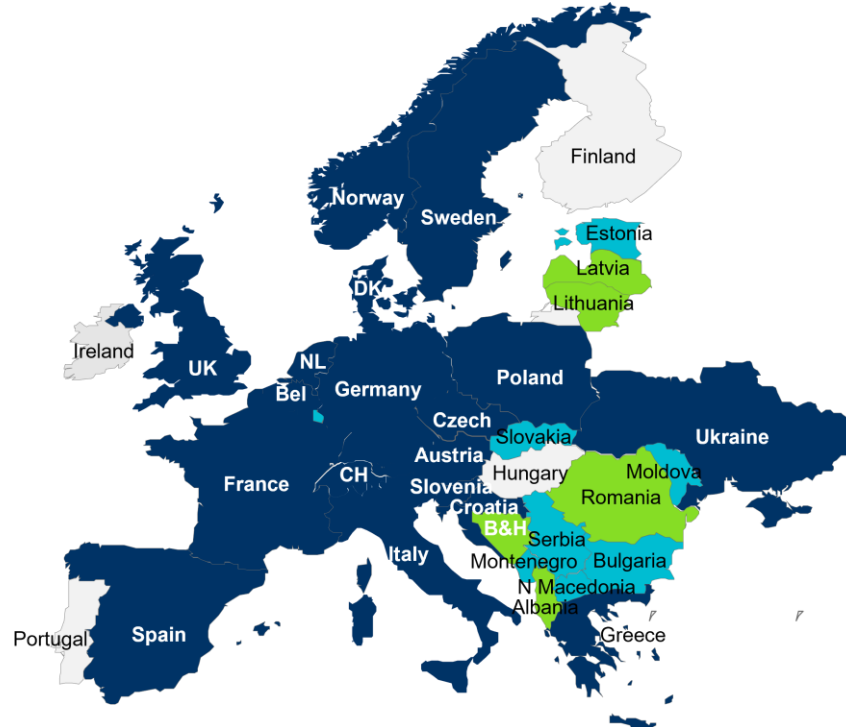 Finland
Norway
Sweden
Estonia
Latvia
DK
Lithuania
Ireland
UK
NL
Bel
Germany
Poland
Czech
Slovakia
Ukraine
Austria
Hungary
Moldova
CH
France
Slovenia
Romania
Croatia
B&H
Serbia
Italy
Montenegro
Bulgaria
N Macedonia
Albania
Portugal
Spain
Greece